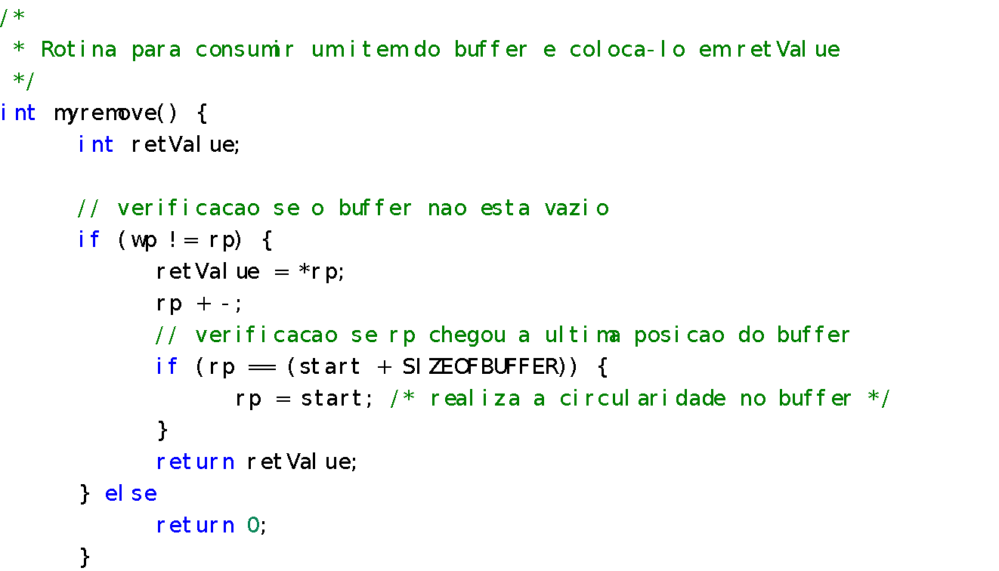 /*
 * Rotina para consumir um item do buffer e coloca-lo em retValue
 */
int myremove() {
      int retValue;

      // verificacao se o buffer nao esta vazio
      if (wp != rp) {
            retValue = *rp;
            rp + -;
            // verificacao se rp chegou a ultima posicao do buffer
            if (rp == (start + SIZEOFBUFFER)) {
                  rp = start; /* realiza a circularidade no buffer */
            }
            return retValue;
      } else
            return 0;
      }